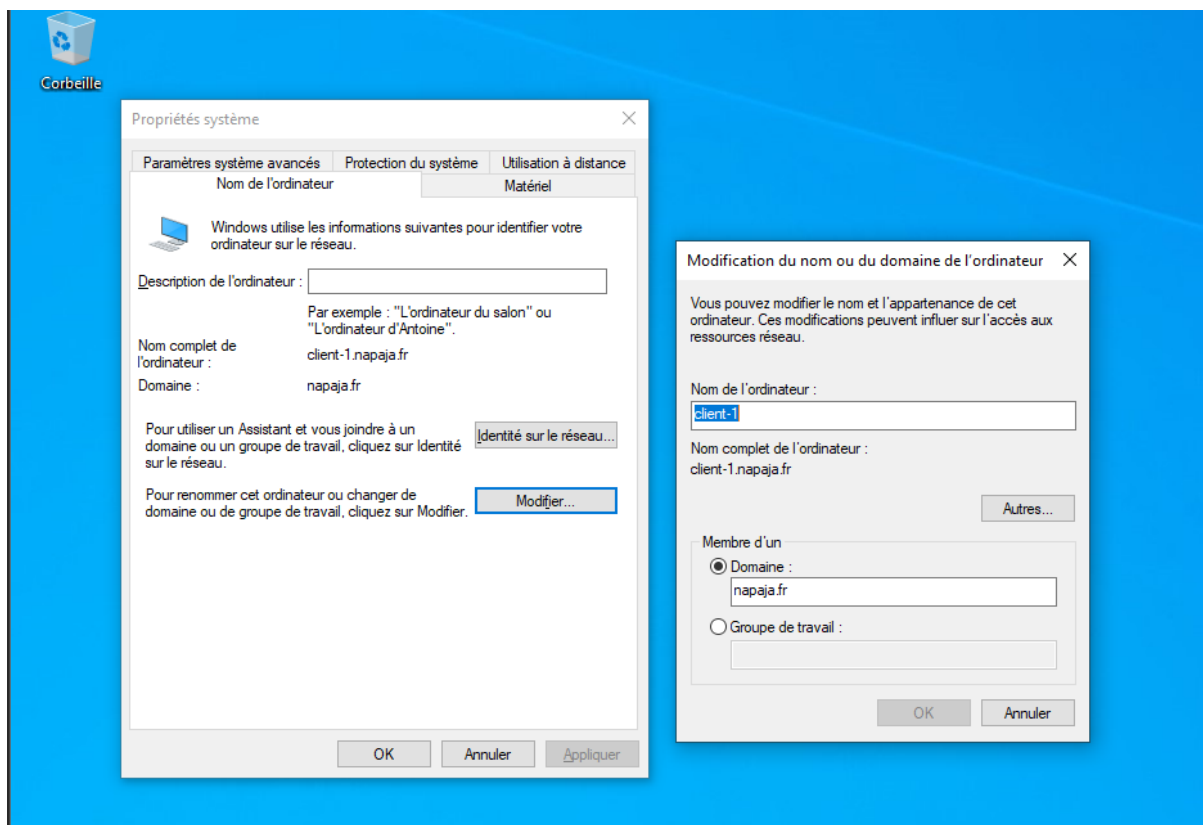 Corbeille
Propriétés système
Paramètres système avancés
Protection du système
Utilisation à distance
Nom de l'ordinateur
Matériel
Windows utilise les informations suivantes pour identifier votre
ordinateur sur le réseau.
Description de l'ordinateur :
Par exemple : "L'ordinateur du salon" ou
"L'ordinateur d'Antoine".
Nom complet de
l'ordinateur :
client-1.napaja.fr
Domaine :
napaja.fr
Pour utiliser un Assistant et vous joindre à un
domaine ou un groupe de travail, cliquez sur Identité
sur le réseau.
Identité sur le réseau...
Pour renommer cet ordinateur ou changer de
domaine ou de groupe de travail, cliquez sur Modifier.
Modifier...
OK
Annuler
Appliquer
Modification du nom ou du domaine de l'ordinateur
Vous pouvez modifier le nom et l'appartenance de cet
ordinateur. Ces modifications peuvent influer sur l'accès aux
ressources réseau.
Nom de l'ordinateur :
client-1
Nom complet de l'ordinateur :
client-1.napaja.fr
Autres...
Membre d'un
Domaine :
napaja.fr
Groupe de travail :
OK
Annuler